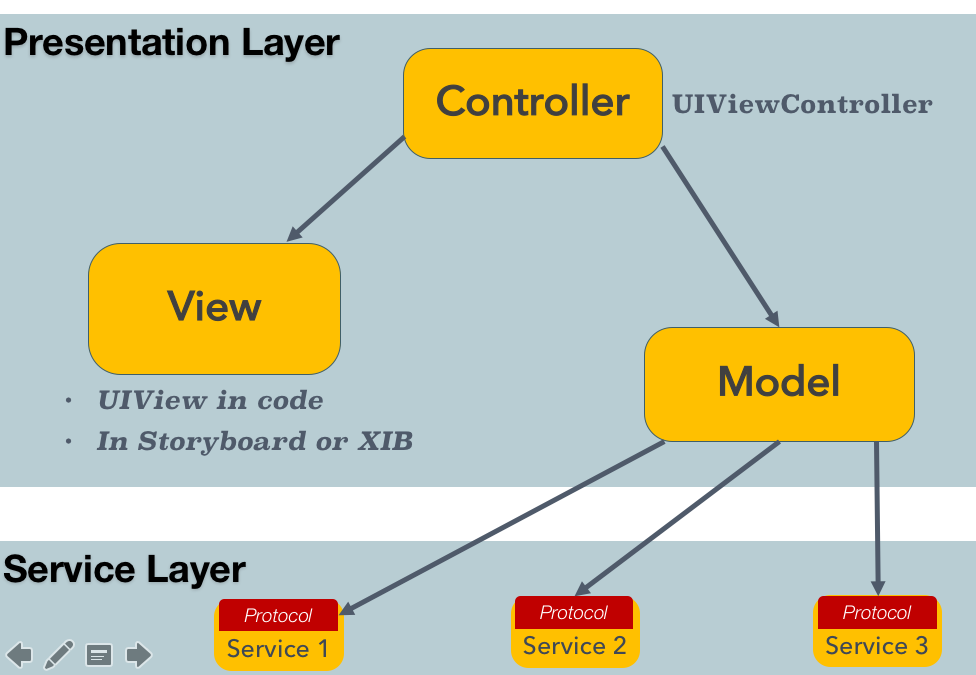 Presentation Layer
Controller
UIViewController
View
• UIView in code
• In Storyboard or XIB
Model
Service Layer
Protocol
Service 1
Protocol
Service 2
Protocol
Service 3